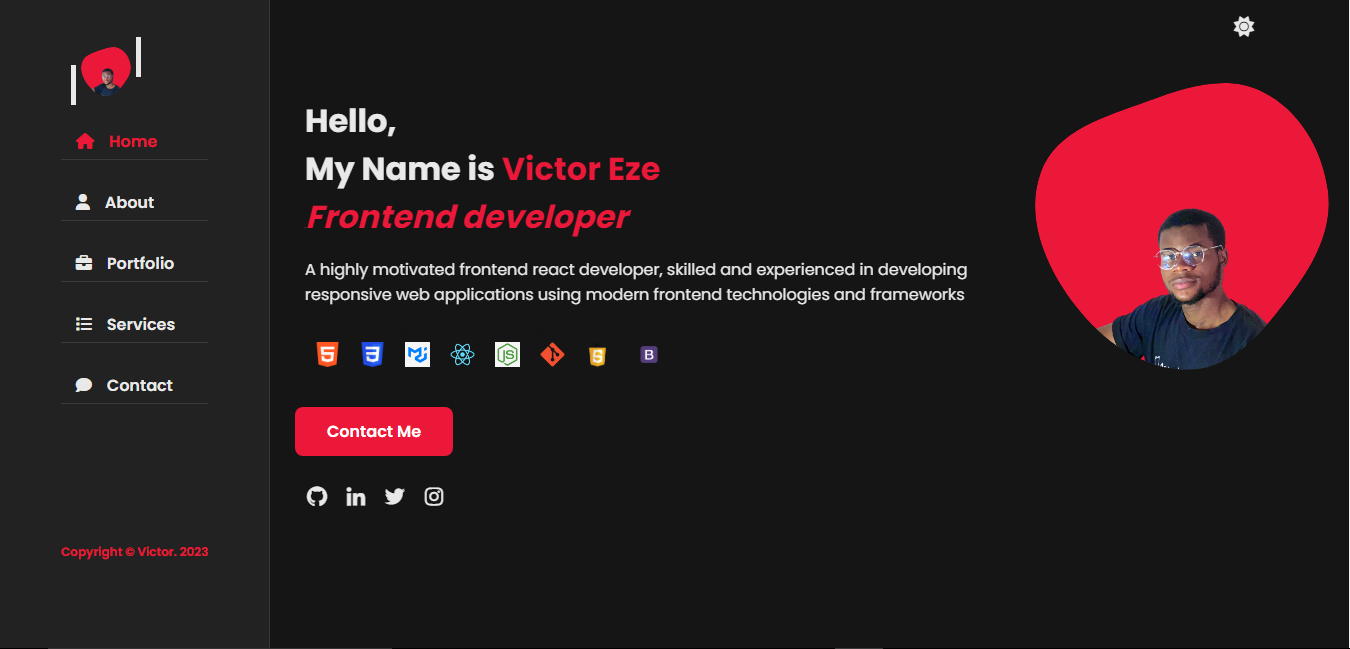 Home
About
Portfolio
Services
Contact
Copyright © Victor. 2023
Hello,
My Name is Victor Eze
Frontend developer
A highly motivated frontend react developer, skilled and experienced in developing
responsive web applications using modern frontend technologies and frameworks
5
3
JS
S
B
Contact Me
in